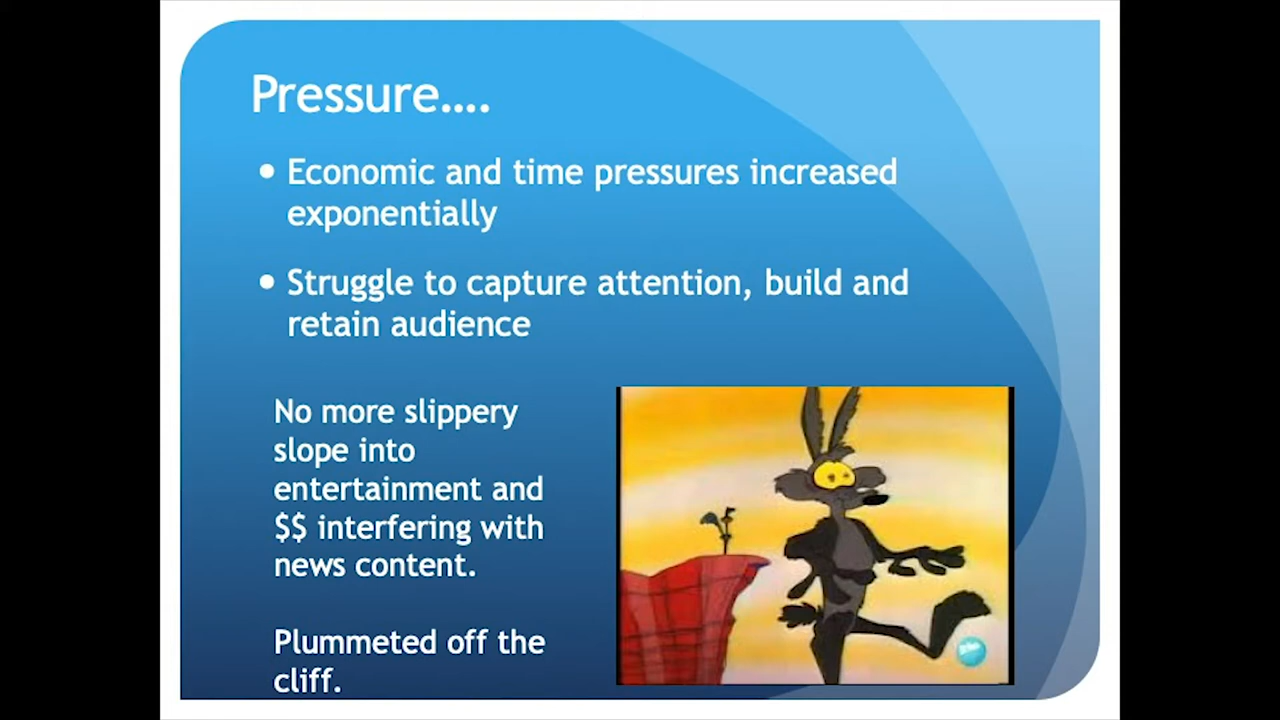 Pressure....
Economic and time pressures increased
exponentially
Struggle to capture attention, build and
retain audience
No more slippery
slope into
entertainment and
$$ interfering with
news content.
Plummeted off the
cliff.